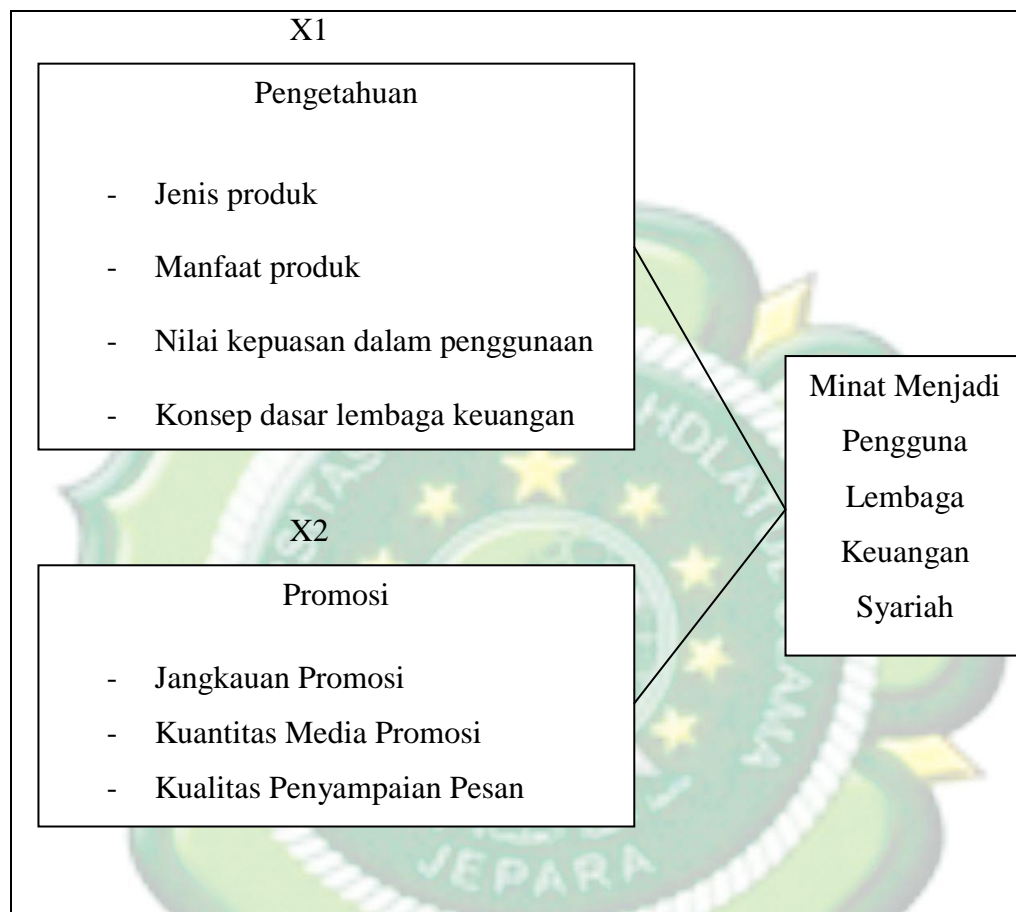 X1
Pengetahuan
- Jenis produk
- Manfaat produk
- Nilai kepuasan dalam penggunaan
- Konsep dasar lembaga keuangan
X2
Promosi
- Jangkauan Promosi
- Kuantitas Media Promosi
- Kualitas Penyampaian Pesan
Minat Menjadi
Pengguna
Lembaga
Keuangan
Syariah
JEPARA